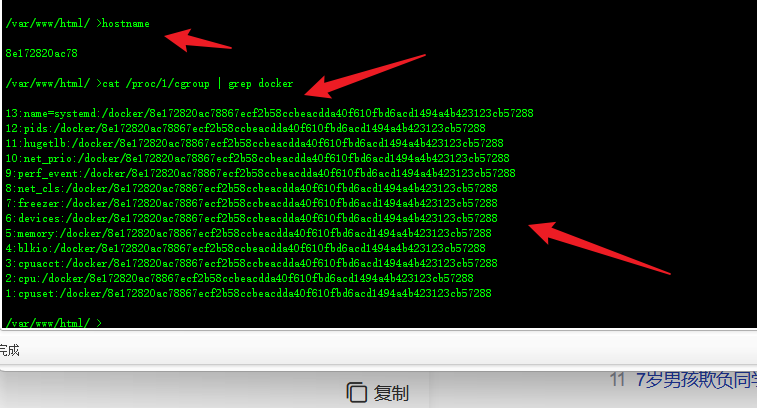 /var/www/html/ >hostname
8e172820ac78
/var/www/html/ >cat /proc/1/cgroup | grep docker
13:name=systemd:/docker/8e172820ac78867ecf2b58ccbeacdda40f610fbd6acd1494a4b423123cb57288
12:pids:/docker/8e172820ac78867ecf2b58ccbeacdda40f610fbd6acd1494a4b423123cb57288
11:hugetlb:/docker/8e172820ac78867ecf2b58ccbeacdda40f610fbd6acd1494a4b423123cb57288
10:net_prio:/docker/8e172820ac78867ecf2b58ccbeacdda40f610fbd6acd1494a4b423123cb57288
9:perf_event:/docker/8e172820ac78867ecf2b58ccbeacdda40f610fbd6acd1494a4b423123cb57288
8:net_cls:/docker/8e172820ac78867ecf2b58ccbeacdda40f610fbd6acd1494a4b423123cb57288
7:freezer:/docker/8e172820ac78867ecf2b58ccbeacdda40f610fbd6acd1494a4b423123cb57288
6:devices:/docker/8e172820ac78867ecf2b58ccbeacdda40f610fbd6acd1494a4b423123cb57288
5:memory:/docker/8e172820ac78867ecf2b58ccbeacdda40f610fbd6acd1494a4b423123cb57288
4:blkio:/docker/8e172820ac78867ecf2b58ccbeacdda40f610fbd6acd1494a4b423123cb57288
3:cpuacct:/docker/8e172820ac78867ecf2b58ccbeacdda40f610fbd6acd1494a4b423123cb57288
2:cpu:/docker/8e172820ac78867ecf2b58ccbeacdda40f610fbd6acd1494a4b423123cb57288
1:cpuset:/docker/8e172820ac78867ecf2b58ccbeacdda40f610fbd6acd1494a4b423123cb57288
/var/www/html/ >
完成
11 7岁男孩欺负同学
复制